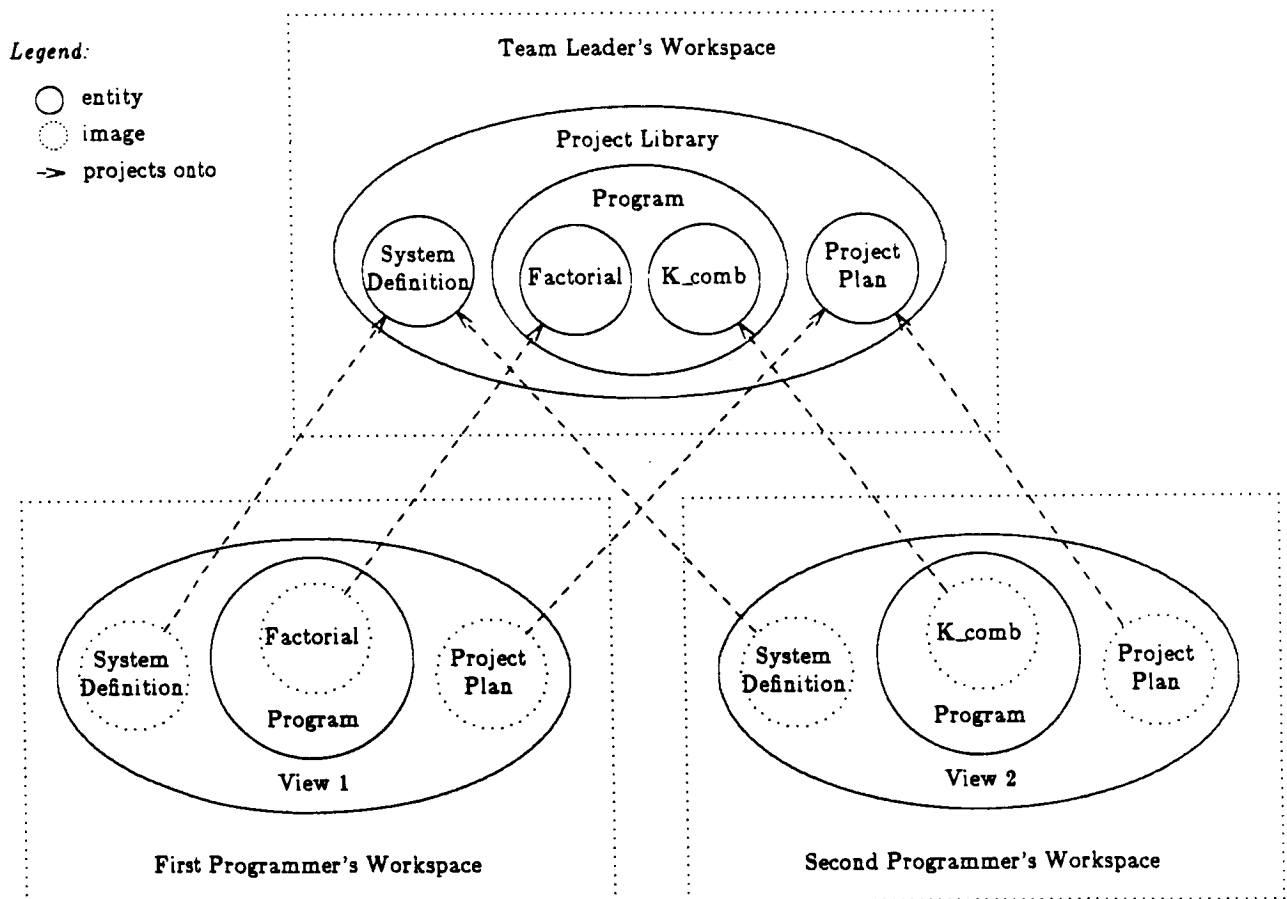 Legend:
entity
image
projects onto
Team Leader's Workspace
Project Library
Program
System
Definition
Factorial
K_comb
Project
Plan
System
Definition
Factorial
Program
Project
Plan
View 1
First Programmer's Workspace
System
Definition
K_comb
Program
Project
Plan
View 2
Second Programmer's Workspace